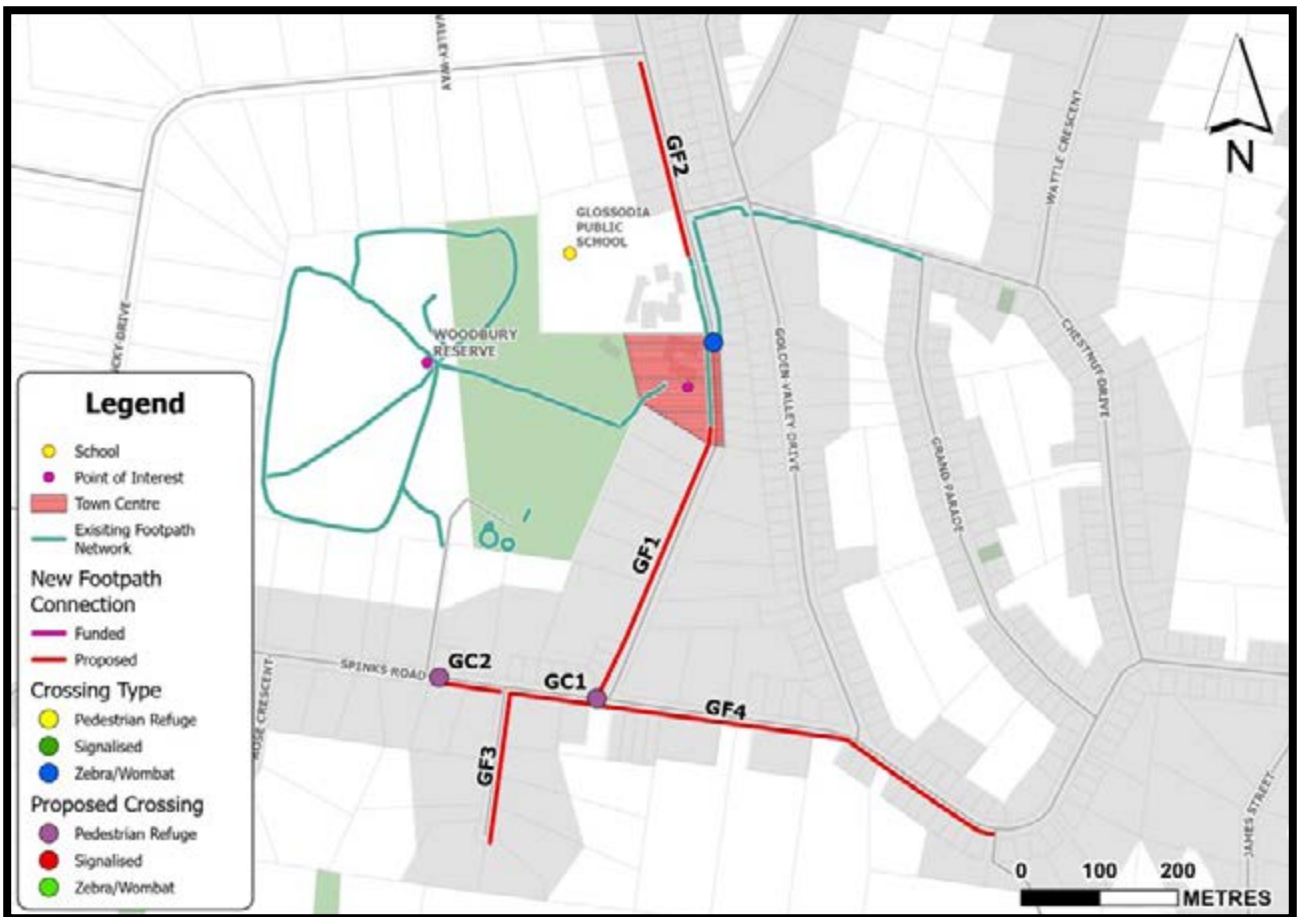 VALLEY WAY
N
GF2
WATTLE CRESCENT
GLOSSODIA
PUBLIC
SCHOOL
WOODBURY
RESERVE
GOLDEN VALLEY DRIVE
CHESTNUT DRIVE
GRAND PARADE
GF1
SPINKS ROAD
GC2
GC1
GF4
GF3
JAMES STREET
0 100 200
METRES
Legend
School
Point of Interest
Town Centre
Exisiting Footpath
Network
New Footpath
Connection
Funded
Proposed
Crossing Type
Pedestrian Refuge
Signalised
Zebra/Wombat
Proposed Crossing
Pedestrian Refuge
Signalised
Zebra/Wombat
DRIVE
CRESCENT